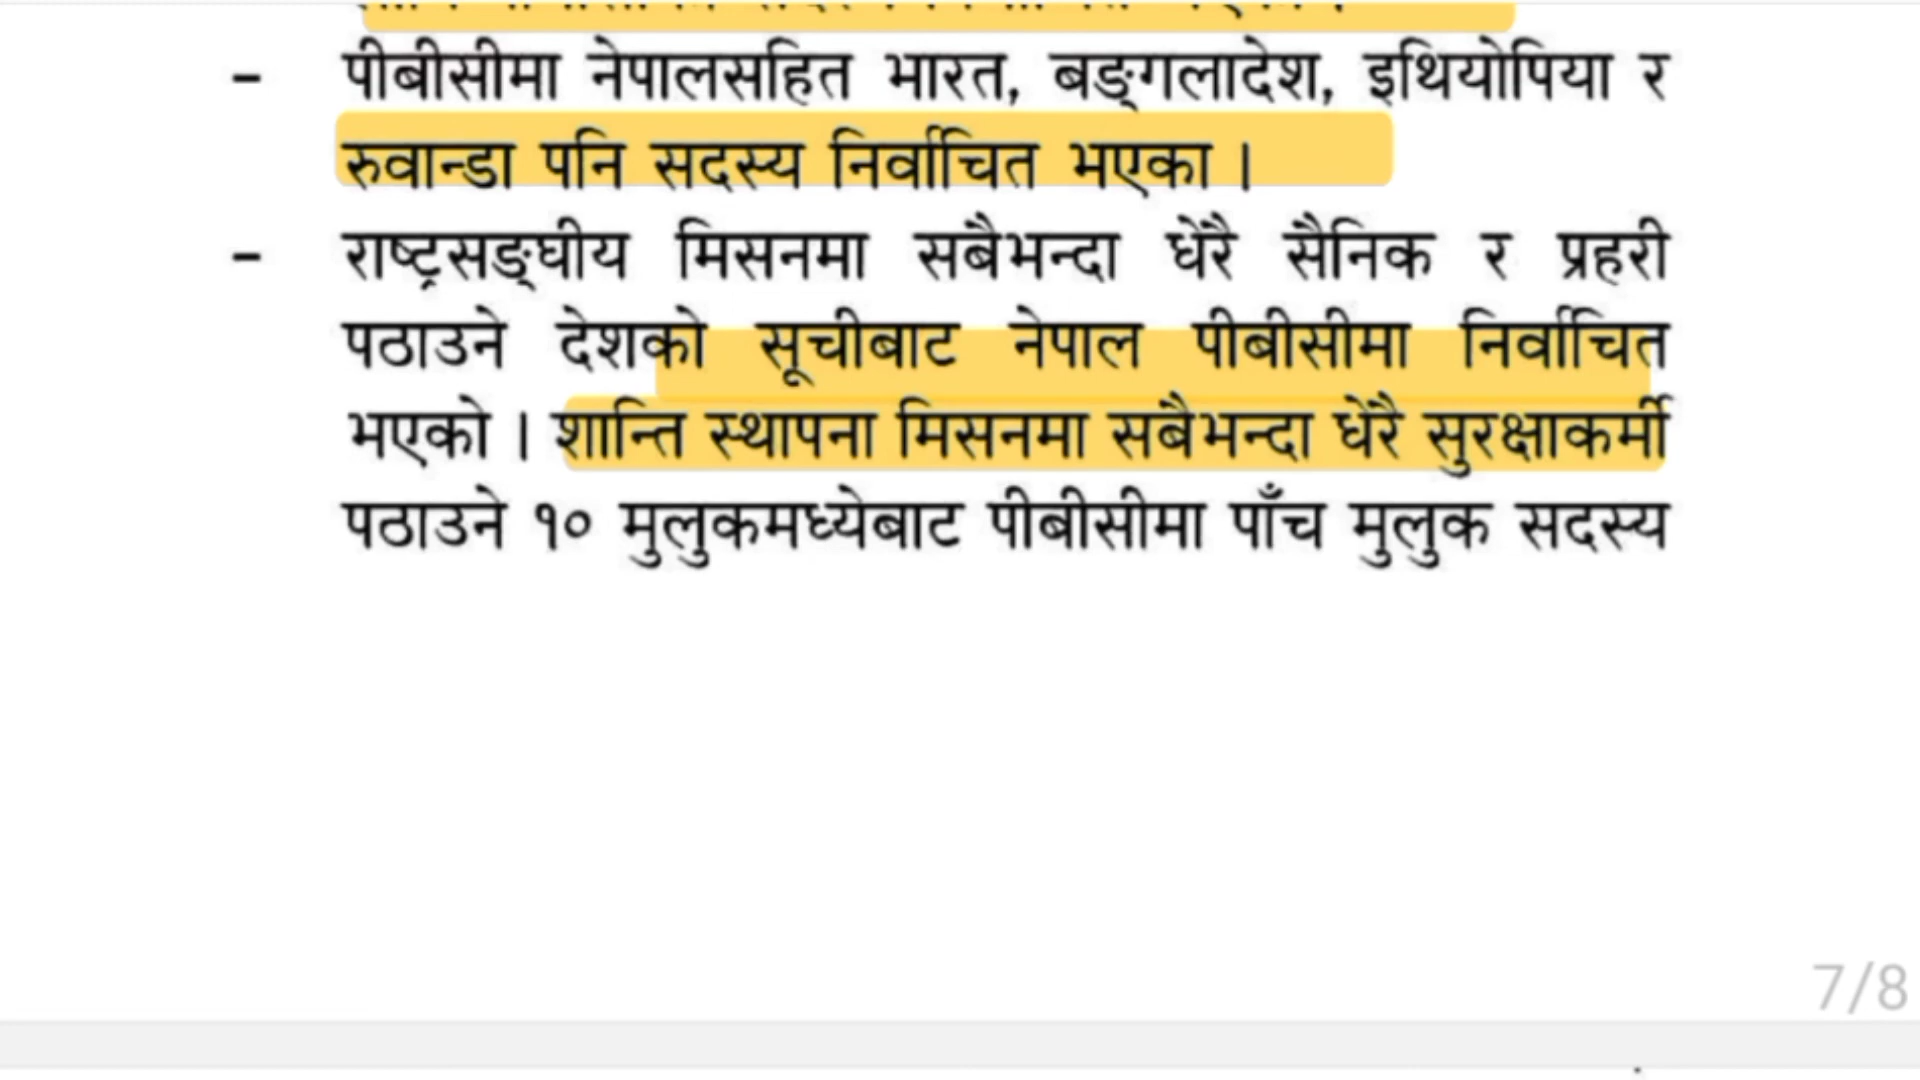 - पीबीसीमा नेपालसहित भारत, बङ्गलादेश, इथियोपिया र
रुवान्डा पनि सदस्य निर्वाचित भएका ।
- राष्ट्रसङ्घीय मिसनमा सबैभन्दा धेरै सैनिक र प्रहरी
पठाउने देशको सूचीबाट नेपाल पीबीसीमा निर्वाचित
भएको । शान्ति स्थापना मिसनमा सबैभन्दा धेरै सुरक्षाकर्मी
पठाउने १० मुलुकमध्येबाट पीबीसीमा पाँच मुलुक सदस्य
7/8